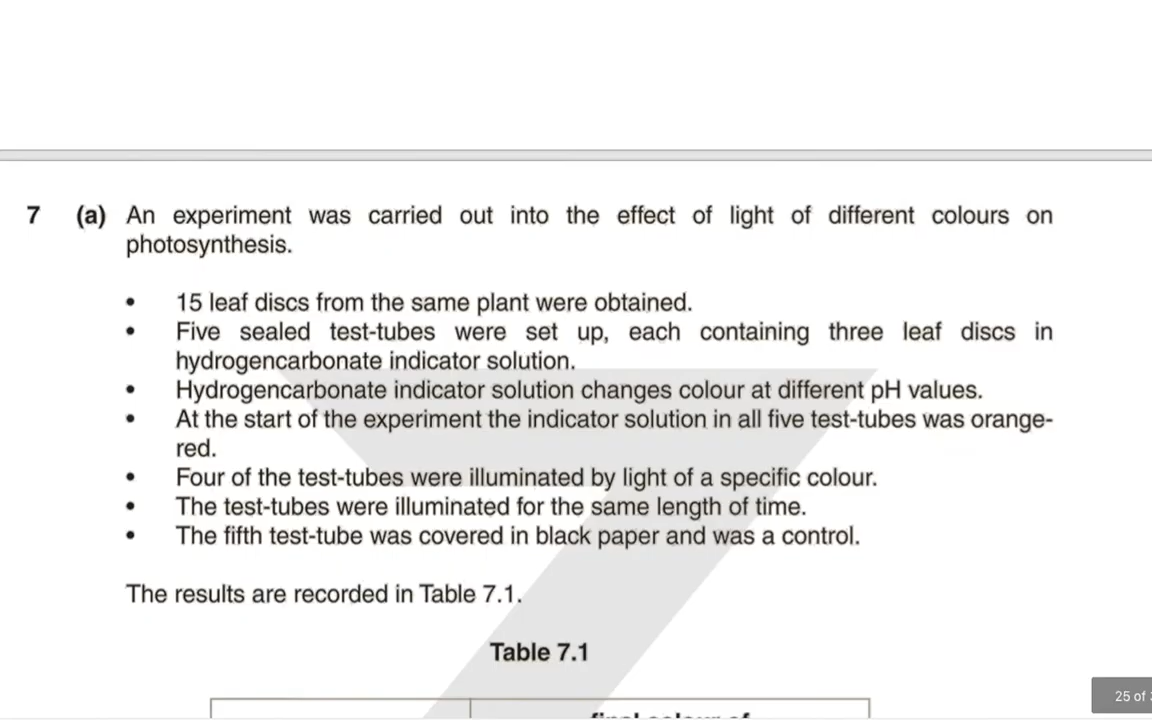 7 (a) An experiment was carried out into the effect of light of different colours on
photosynthesis.
• 15 leaf discs from the same plant were obtained.
• Five sealed test-tubes were set up, each containing three leaf discs in
hydrogencarbonate indicator solution.
• Hydrogencarbonate indicator solution changes colour at different pH values.
• At the start of the experiment the indicator solution in all five test-tubes was orange-
red.
• Four of the test-tubes were illuminated by light of a specific colour.
• The test-tubes were illuminated for the same length of time.
• The fifth test-tube was covered in black paper and was a control.
The results are recorded in Table 7.1.
Table 7.1
25 of